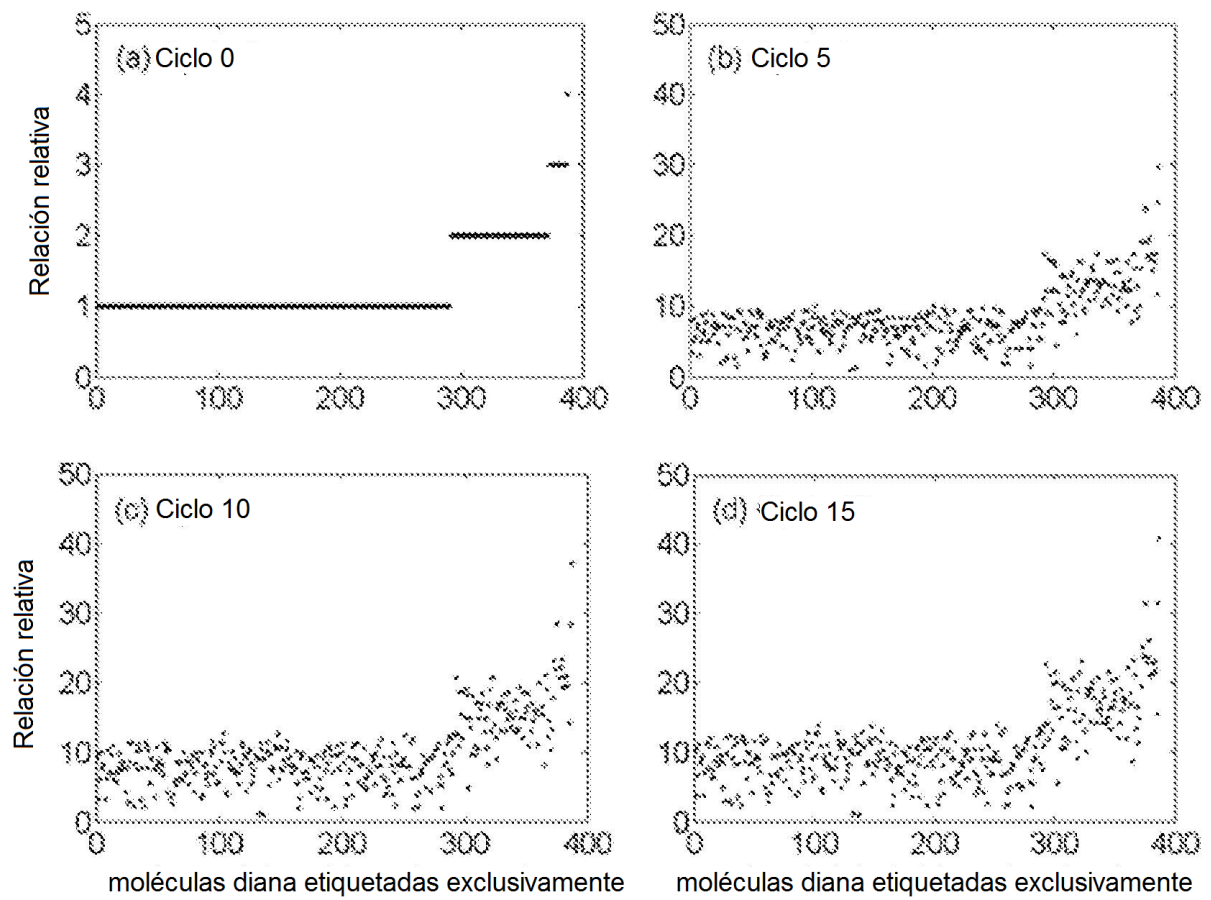 5
4
3
2
1
0
(a) Ciclo 0
Relación relativa
0 100 200 300 400
50
40
30
20
10
0
(b) Ciclo 5
0 100 200 300 400
50
40
30
20
10
0
(c) Ciclo 10
Relación relativa
0 100 200 300 400
moléculas diana etiquetadas exclusivamente
50
40
30
20
10
0
(d) Ciclo 15
0 100 200 300 400
moléculas diana etiquetadas exclusivamente